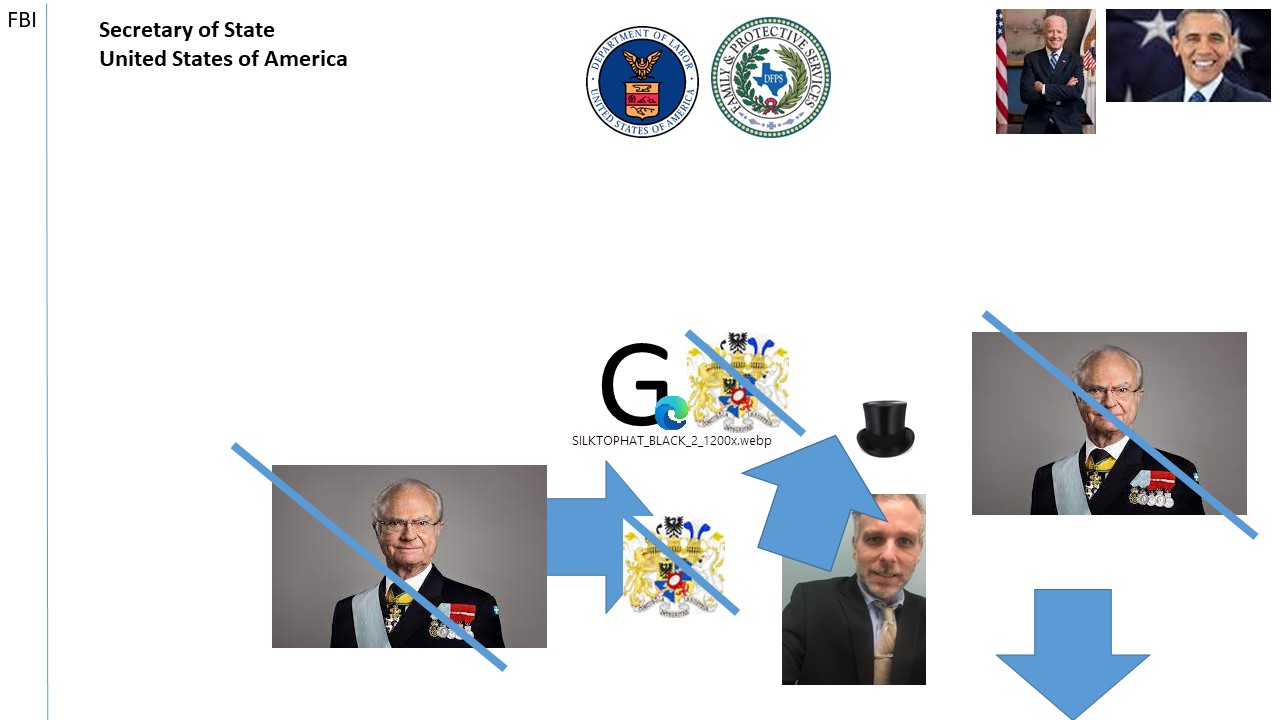 FBI
Secretary of State
United States of America
DEPARTMENT OF LABOR
UNITED STATES OF AMERICA
FAMILY & PROTECTIVE SERVICES
DFPS
G
SILKTOPHAT_BLACK_2_1200x.webp